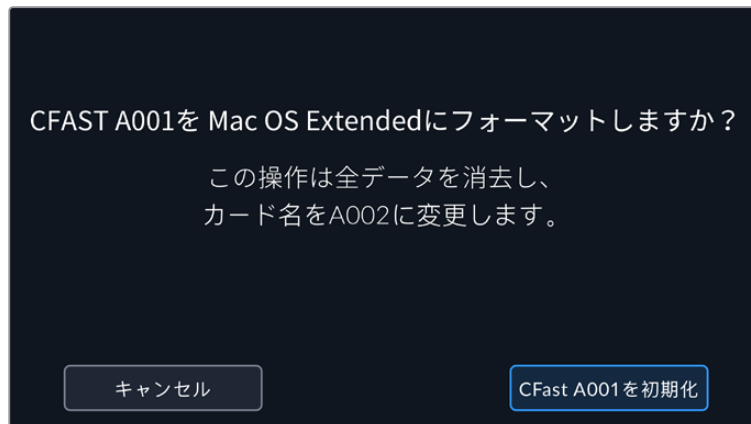 CFAST A001を Mac OS Extendedにフォーマットしますか？
この操作は全データを消去し、
カード名をA002に変更します。
キャンセル
CFast A001を初期化